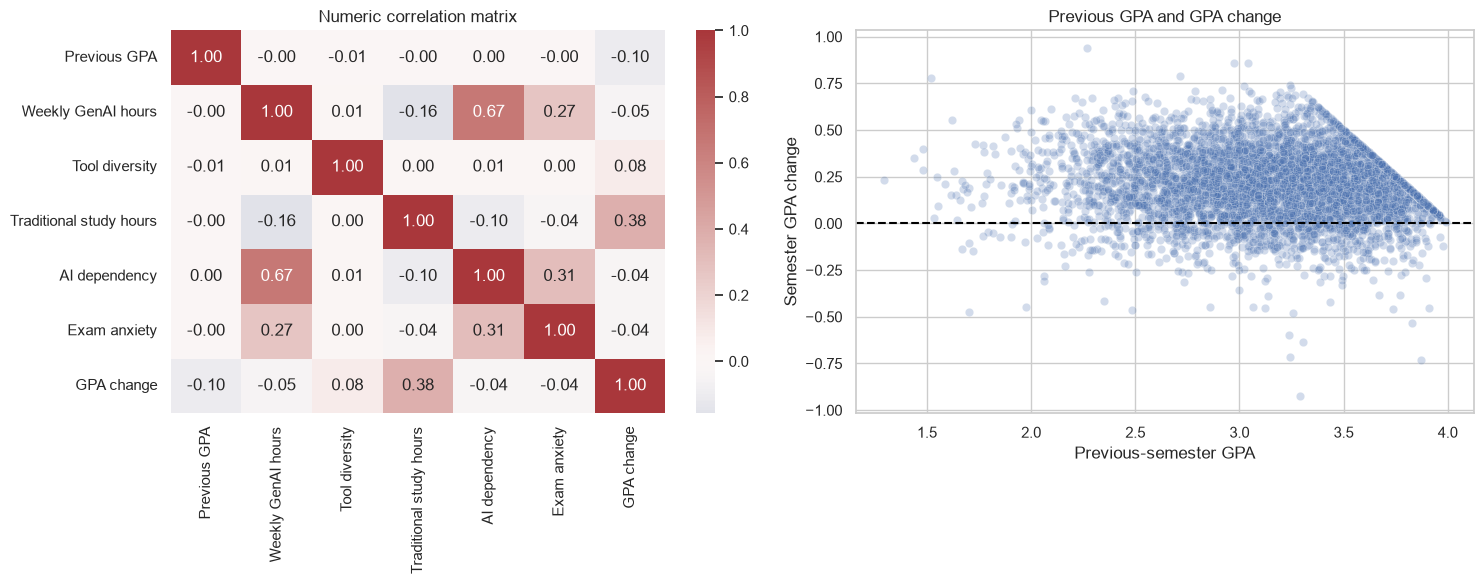 Numeric correlation matrix
Previous GPA 1.00 -0.00 -0.01 -0.00 0.00 -0.00 -0.10
Weekly GenAI hours -0.00 1.00 0.01 -0.16 0.67 0.27 -0.05
Tool diversity -0.01 0.01 1.00 0.00 0.01 0.00 0.08
Traditional study hours -0.00 -0.16 0.00 1.00 -0.10 -0.04 0.38
AI dependency 0.00 0.67 0.01 -0.10 1.00 0.31 -0.04
Exam anxiety -0.00 0.27 0.00 -0.04 0.31 1.00 -0.04
GPA change -0.10 -0.05 0.08 0.38 -0.04 -0.04 1.00
Previous GPA
Weekly GenAI hours
Tool diversity
Traditional study hours
AI dependency
Exam anxiety
GPA change
1.0
0.8
0.6
0.4
0.2
0.0
Previous GPA and GPA change
Semester GPA change
1.00
0.75
0.50
0.25
0.00
−0.25
−0.50
−0.75
−1.00
1.5 2.0 2.5 3.0 3.5 4.0
Previous-semester GPA